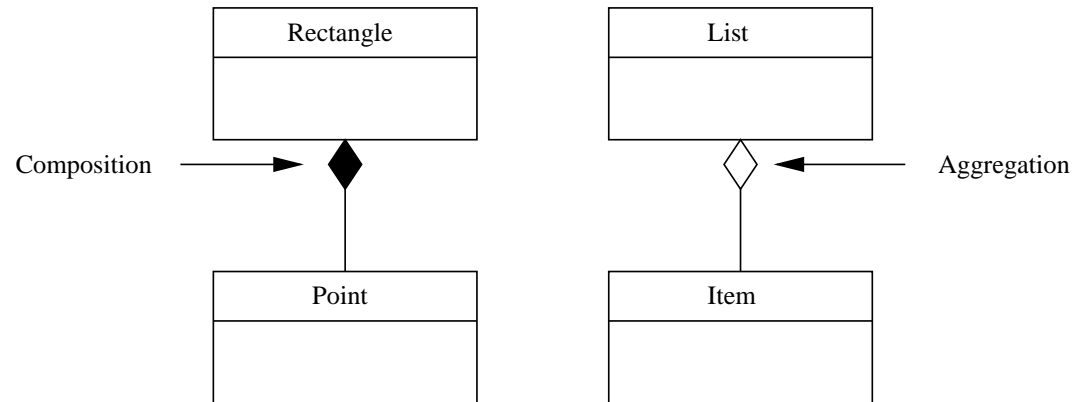 Rectangle
List
Composition
Aggregation
Point
Item